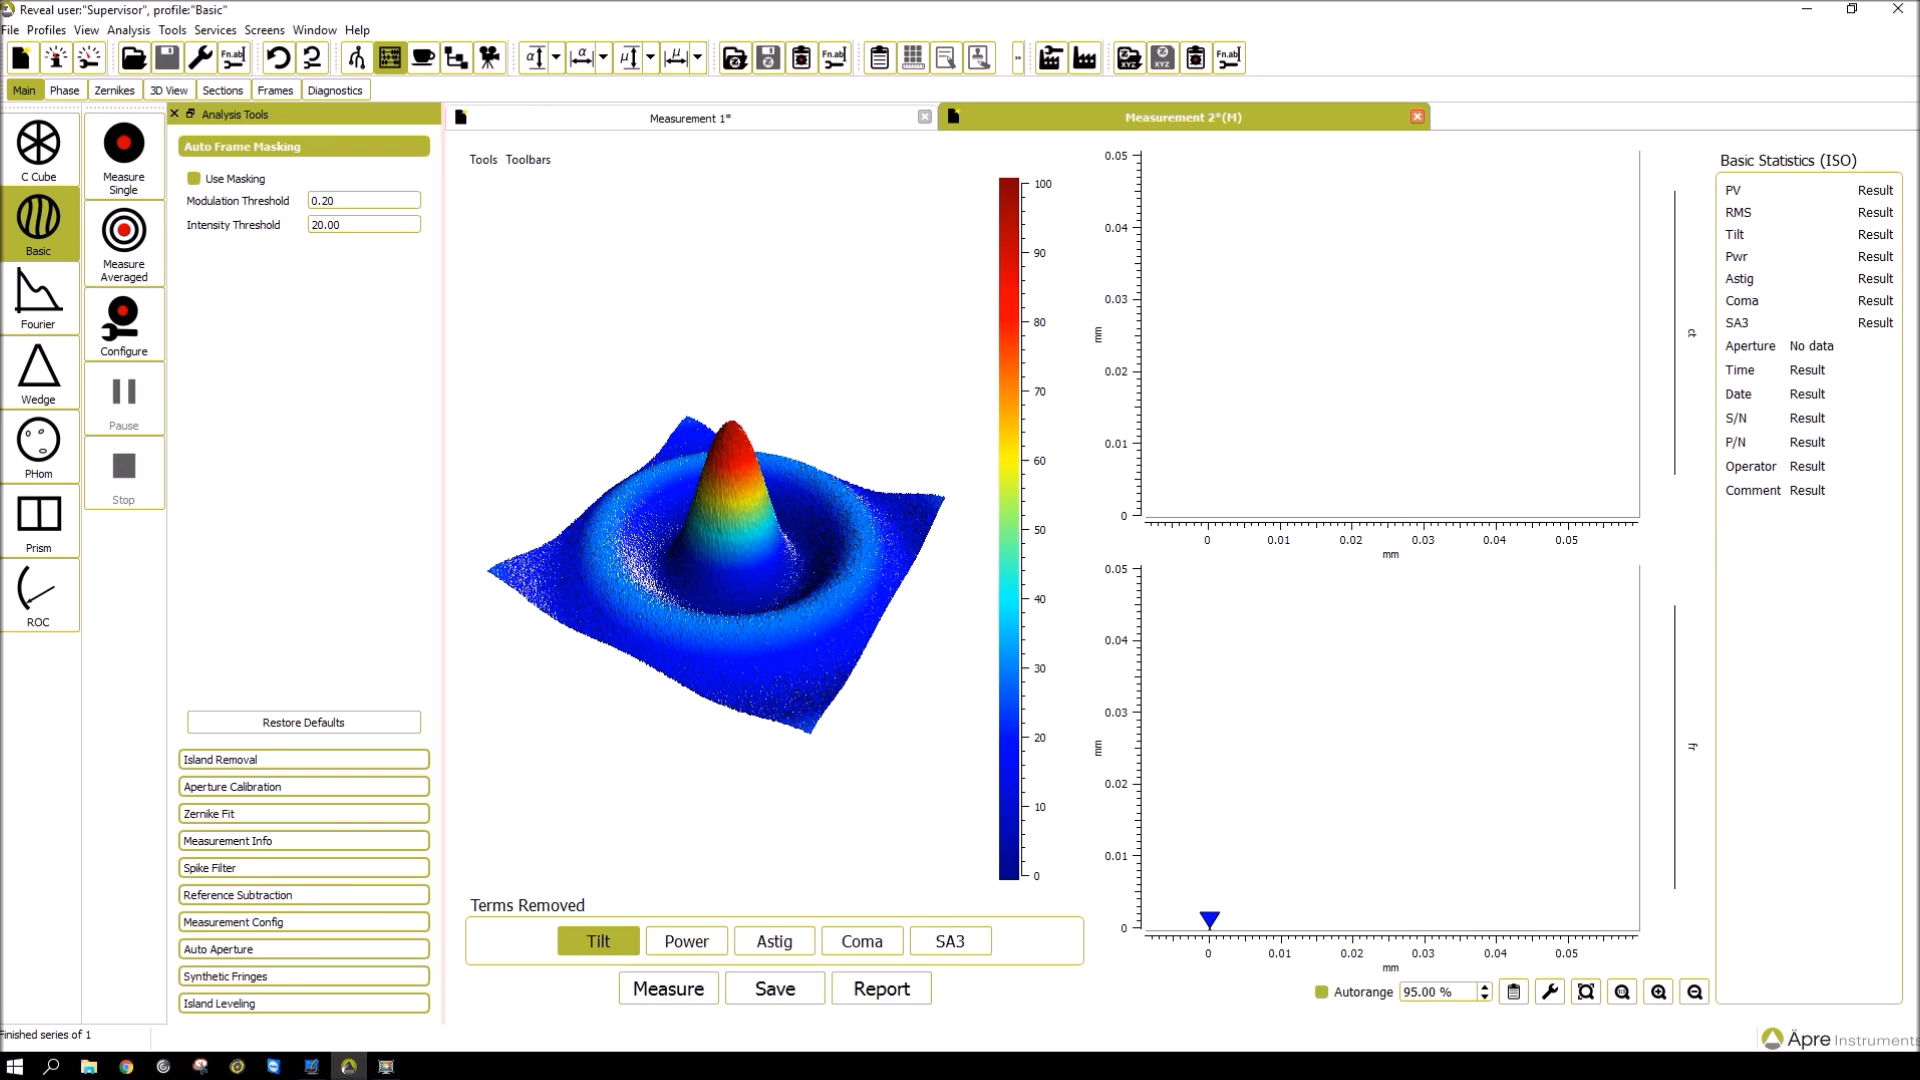 Reveal user:"Supervisor", profile:"Basic"
File Profiles View Analysis Tools Services Screens Window Help
Main Phase Zernikes 3D View Sections Frames Diagnostics
C Cube
Basic
Fourier
Wedge
PHom
Prism
ROC
Measure
Single
Measure
Averaged
Configure
Pause
Stop
Analysis Tools
Auto Frame Masking
Use Masking
Modulation Threshold 0.20
Intensity Threshold 20.00
Restore Defaults
Island Removal
Aperture Calibration
Zernike Fit
Measurement Info
Spike Filter
Reference Subtraction
Measurement Config
Auto Aperture
Synthetic Fringes
Island Leveling
Measurement 1*
Measurement 2*(M)
Tools Toolbars
100
90
80
70
60
50
40
30
20
10
0
Terms Removed
Tilt Power Astig Coma SA3
Measure Save Report
0.05
0.04
0.03
0.02
0.01
0
mm
0 0.01 0.02 0.03 0.04 0.05
mm
ct
0.05
0.04
0.03
0.02
0.01
0
mm
0 0.01 0.02 0.03 0.04 0.05
mm
fr
Autorange 95.00 %
Basic Statistics (ISO)
PV Result
RMS Result
Tilt Result
Pwr Result
Astig Result
Coma Result
SA3 Result
Aperture No data
Time Result
Date Result
S/N Result
P/N Result
Operator Result
Comment Result
Finished series of 1
Äpre Instruments